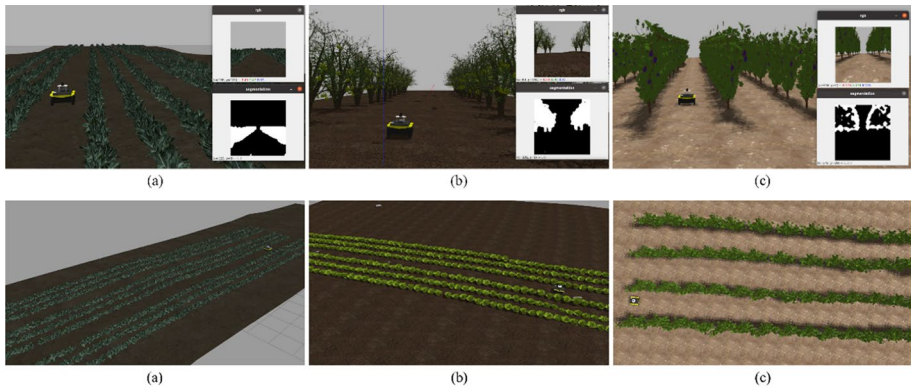 rgb
rgb
rgb
segmentation
segmentation
segmentation
(a)
(b)
(c)
(a)
(b)
(c)